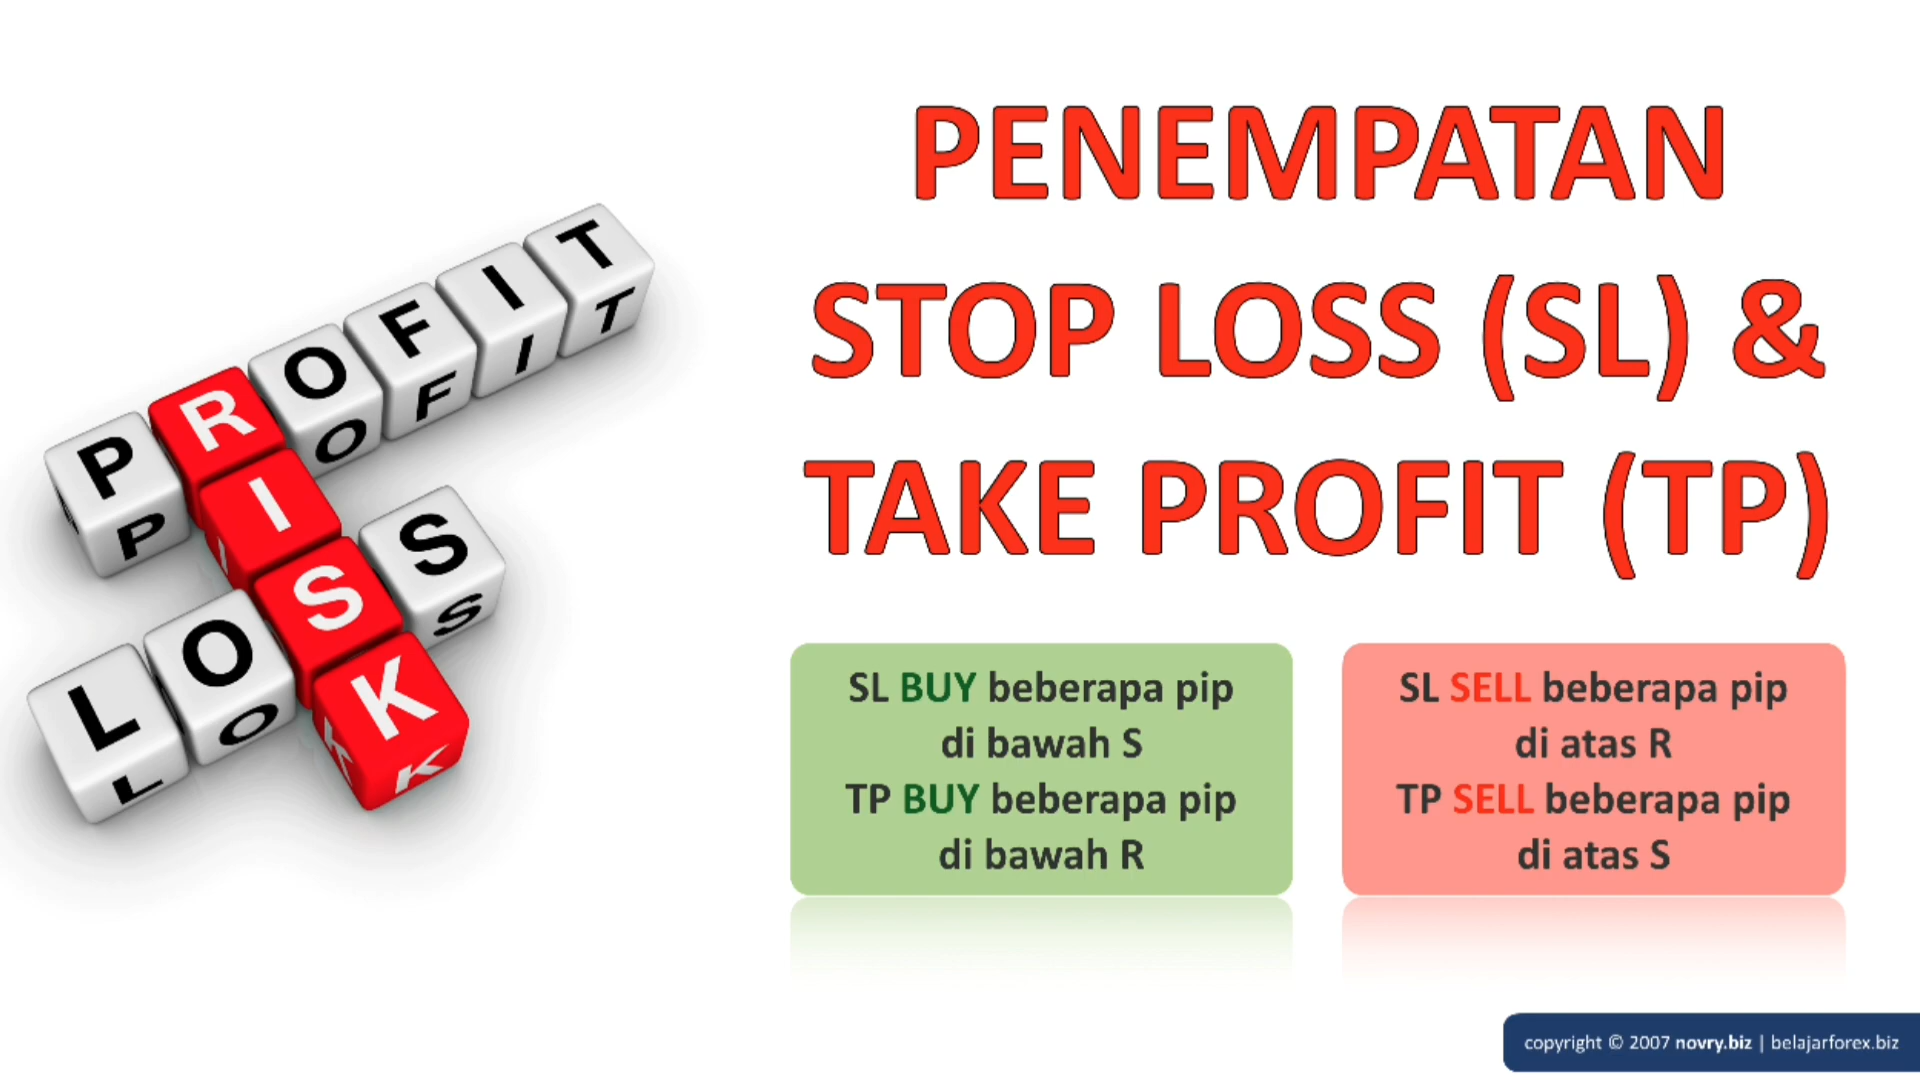 PENEMPATAN
STOP LOSS (SL) &
TAKE PROFIT (TP)
PROFIT
RISK
LOSS
SL BUY beberapa pip
di bawah S
TP BUY beberapa pip
di bawah R
SL SELL beberapa pip
di atas R
TP SELL beberapa pip
di atas S
copyright © 2007 novry.biz | belajarforex.biz